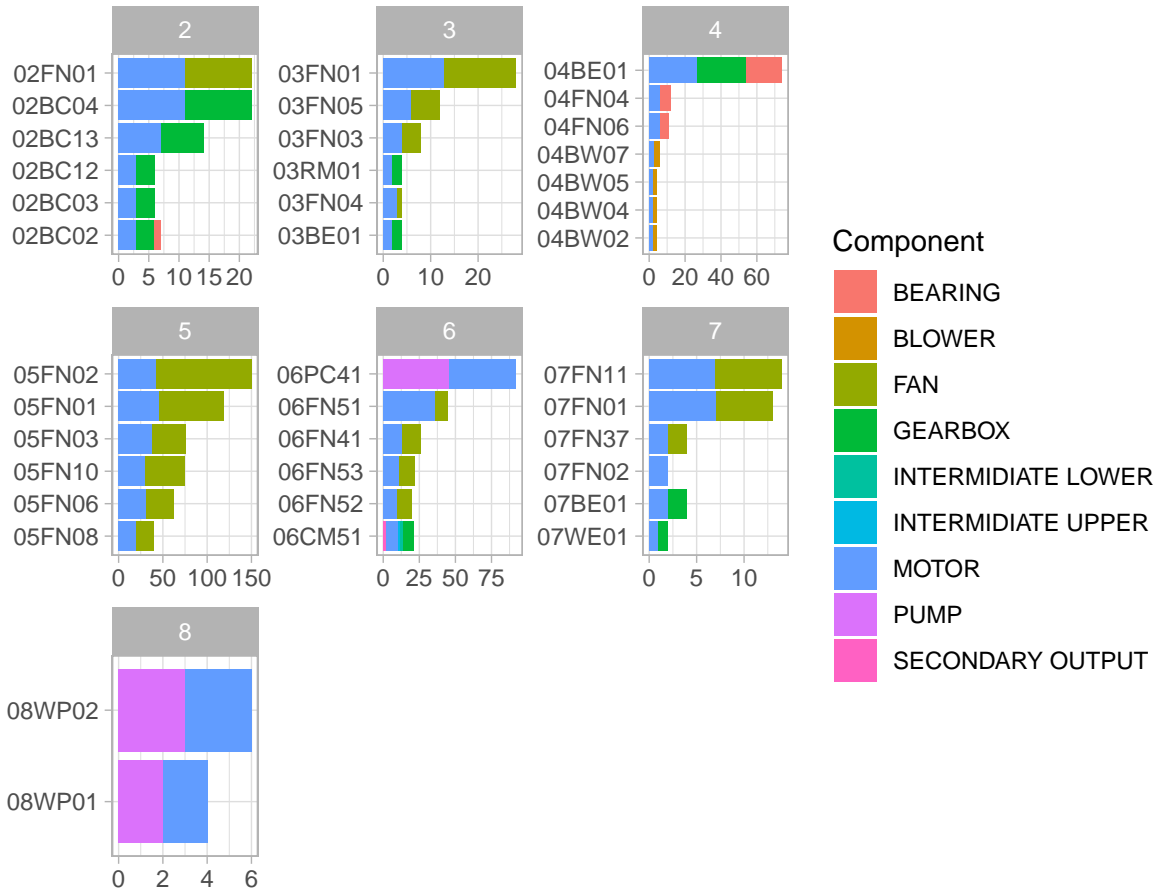 2
02FN01
02BC04
02BC13
02BC12
02BC03
02BC02
0 5 10 15 20
3
03FN01
03FN05
03FN03
03RM01
03FN04
03BE01
0 10 20
4
04BE01
04FN04
04FN06
04BW07
04BW05
04BW04
04BW02
0 20 40 60
5
05FN02
05FN01
05FN03
05FN10
05FN06
05FN08
0 50 100 150
6
06PC41
06FN51
06FN41
06FN53
06FN52
06CM51
0 25 50 75
7
07FN11
07FN01
07FN37
07FN02
07BE01
07WE01
0 5 10
8
08WP02
08WP01
0 2 4 6
Component
BEARING
BLOWER
FAN
GEARBOX
INTERMIDIATE LOWER
INTERMIDIATE UPPER
MOTOR
PUMP
SECONDARY OUTPUT